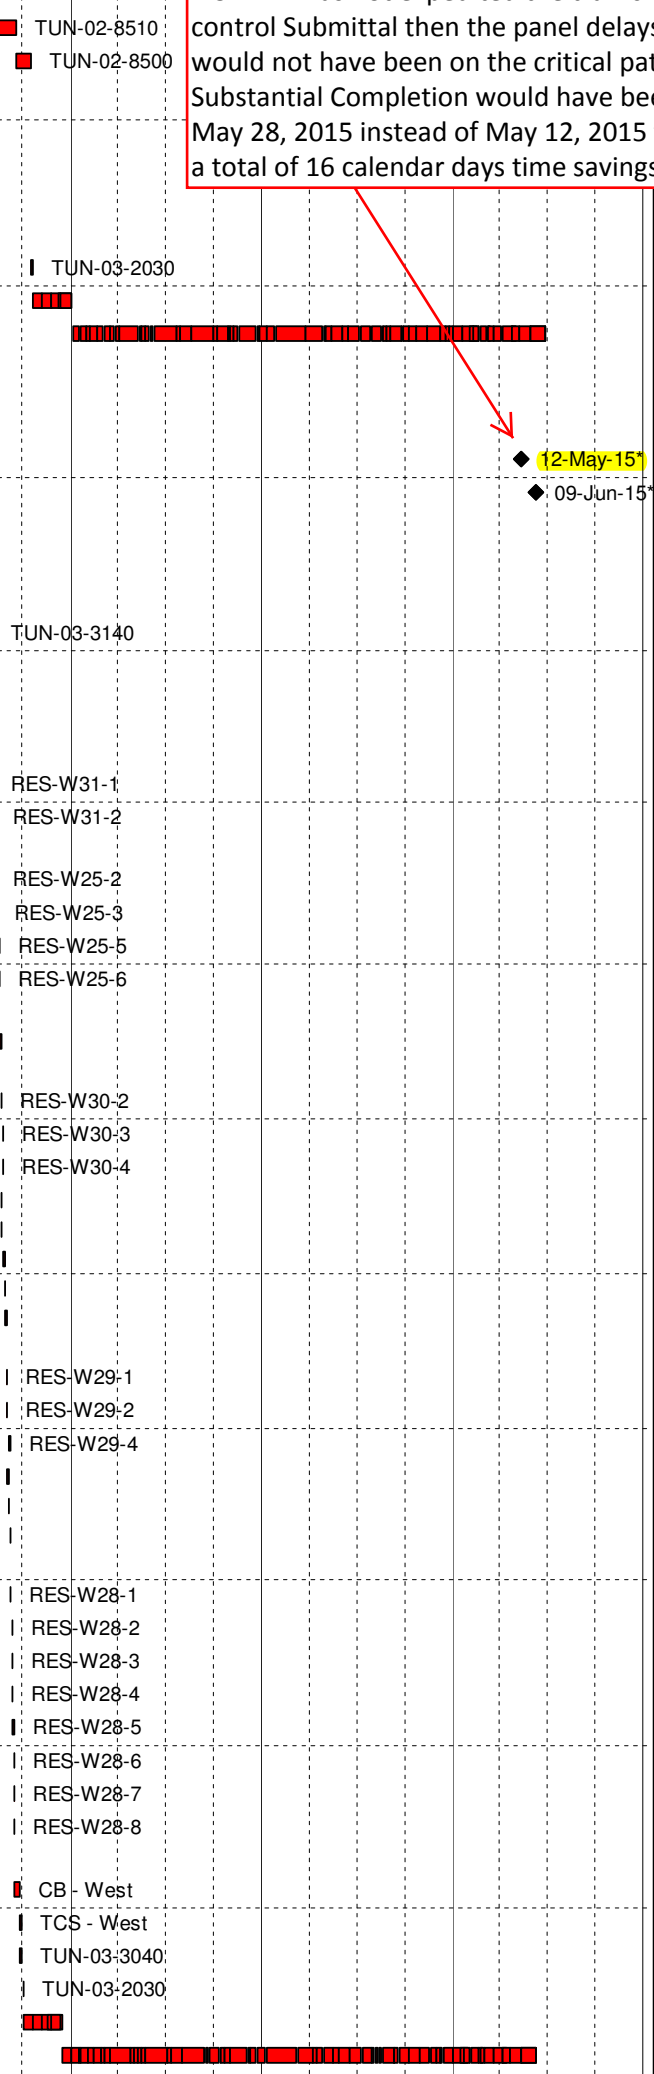 TUN-02-8510
control Submittal then the panel delays
TUN-02-8500
would not have been on the critical
Substantial Completion would have
May 28, 2015 instead of May 12, 2015
a total of 16 calendar days time savings
TUN-03-2030
12-May-15*
09-Jun-15*
TUN-03-3140
RES-W31-1
RES-W31-2
RES-W25-2
RES-W25-3
RES-W25-5
RES-W25-6
RES-W30-2
RES-W30-3
RES-W30-4
RES-W29-1
RES-W29-2
RES-W29-4
RES-W28-1
RES-W28-2
RES-W28-3
RES-W28-4
RES-W28-5
RES-W28-6
RES-W28-7
RES-W28-8
CB - West
TCS - West
TUN-03-3040
TUN-03-2030